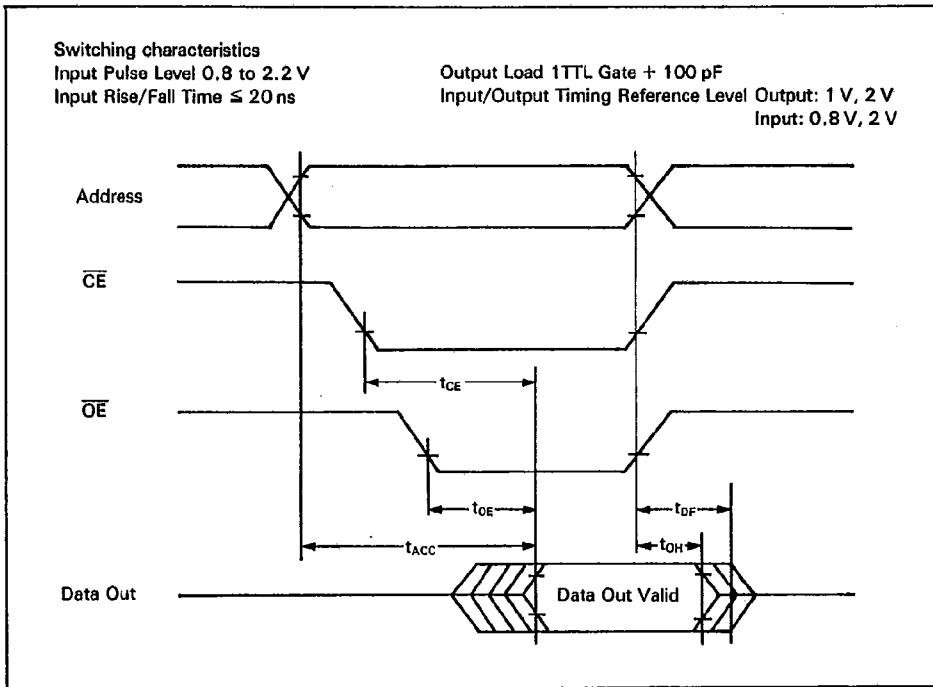 Switching characteristics
Input Pulse Level 0.8 to 2.2 V
Input Rise/Fall Time ≤ 20 ns
Output Load 1TTL Gate + 100 pF
Input/Output Timing Reference Level Output: 1 V, 2 V
Input: 0.8 V, 2 V
Address
CE
tCE
OE
tOE
tDF
tACC
tOH
Data Out
Data Out Valid